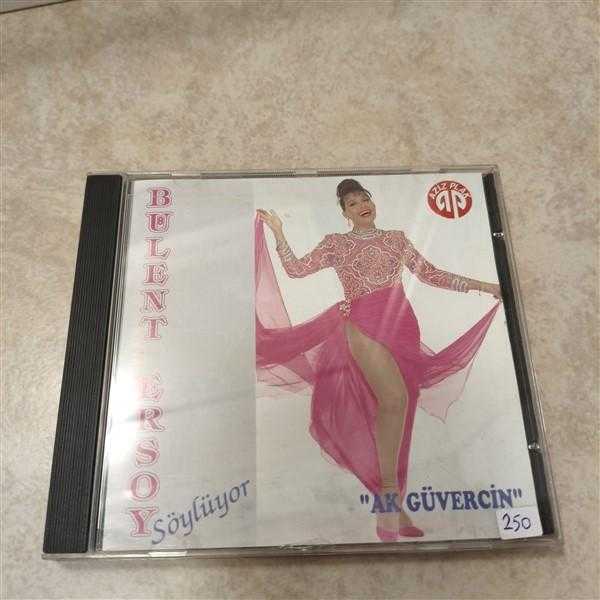 BULENT ERSOY
Söylüyor
AZİZ PLAK
ap
"AK GÜVERCİN"
250